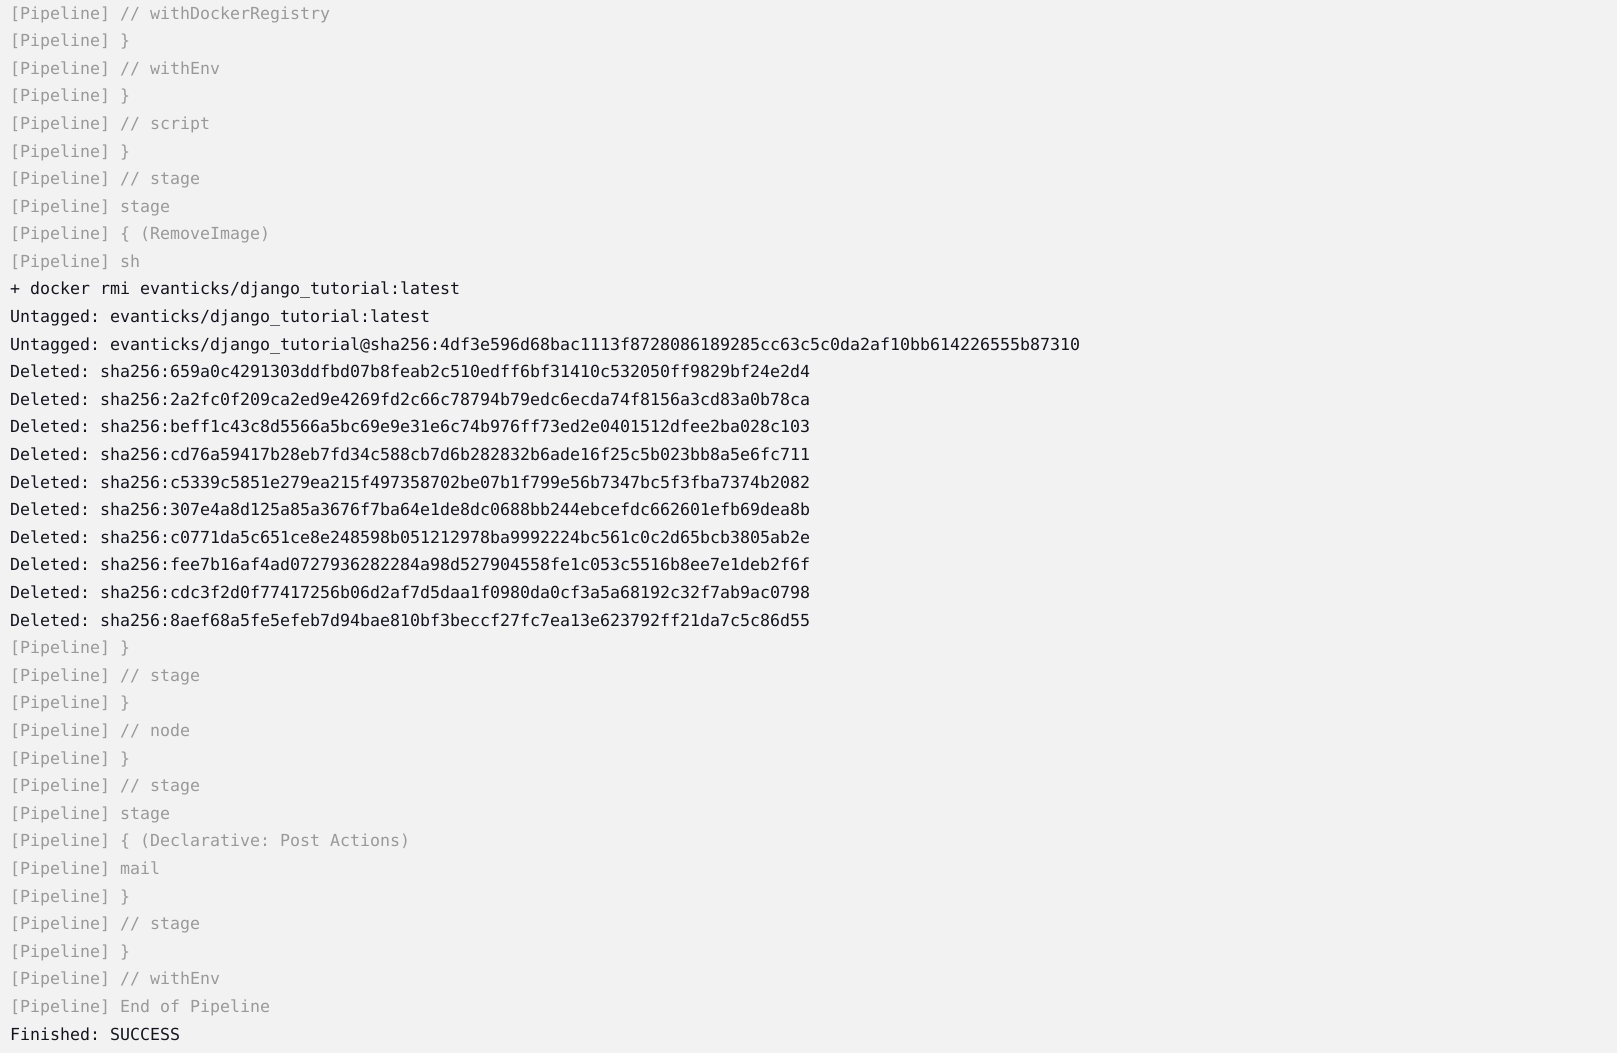 [Pipeline] // withDockerRegistry
[Pipeline] }
[Pipeline] // withEnv
[Pipeline] }
[Pipeline] // script
[Pipeline] }
[Pipeline] // stage
[Pipeline] stage
[Pipeline] { (RemoveImage)
[Pipeline] sh
+ docker rmi evanticks/django_tutorial:latest
Untagged: evanticks/django_tutorial:latest
Untagged: evanticks/django_tutorial@sha256:4df3e596d68bac1113f8728086189285cc63c5c0da2af10bb614226555b87310
Deleted: sha256:659a0c4291303ddfbd07b8feab2c510edff6bf31410c532050ff9829bf24e2d4
Deleted: sha256:2a2fc0f209ca2ed9e4269fd2c66c78794b79edc6ecda74f8156a3cd83a0b78ca
Deleted: sha256:beff1c43c8d5566a5bc69e9e31e6c74b976ff73ed2e0401512dfee2ba028c103
Deleted: sha256:cd76a59417b28eb7fd34c588cb7d6b282832b6ade16f25c5b023bb8a5e6fc711
Deleted: sha256:c5339c5851e279ea215f497358702be07b1f799e56b7347bc5f3fba7374b2082
Deleted: sha256:307e4a8d125a85a3676f7ba64e1de8dc0688bb244ebcefdc662601efb69dea8b
Deleted: sha256:c0771da5c651ce8e248598b051212978ba9992224bc561c0c2d65bcb3805ab2e
Deleted: sha256:fee7b16af4ad0727936282284a98d527904558fe1c053c5516b8ee7e1deb2f6f
Deleted: sha256:cdc3f2d0f77417256b06d2af7d5daa1f0980da0cf3a5a68192c32f7ab9ac0798
Deleted: sha256:8aef68a5fe5efeb7d94bae810bf3beccf27fc7ea13e623792ff21da7c5c86d55
[Pipeline] }
[Pipeline] // stage
[Pipeline] }
[Pipeline] // node
[Pipeline] }
[Pipeline] // stage
[Pipeline] stage
[Pipeline] { (Declarative: Post Actions)
[Pipeline] mail
[Pipeline] }
[Pipeline] // stage
[Pipeline] }
[Pipeline] // withEnv
[Pipeline] End of Pipeline
Finished: SUCCESS